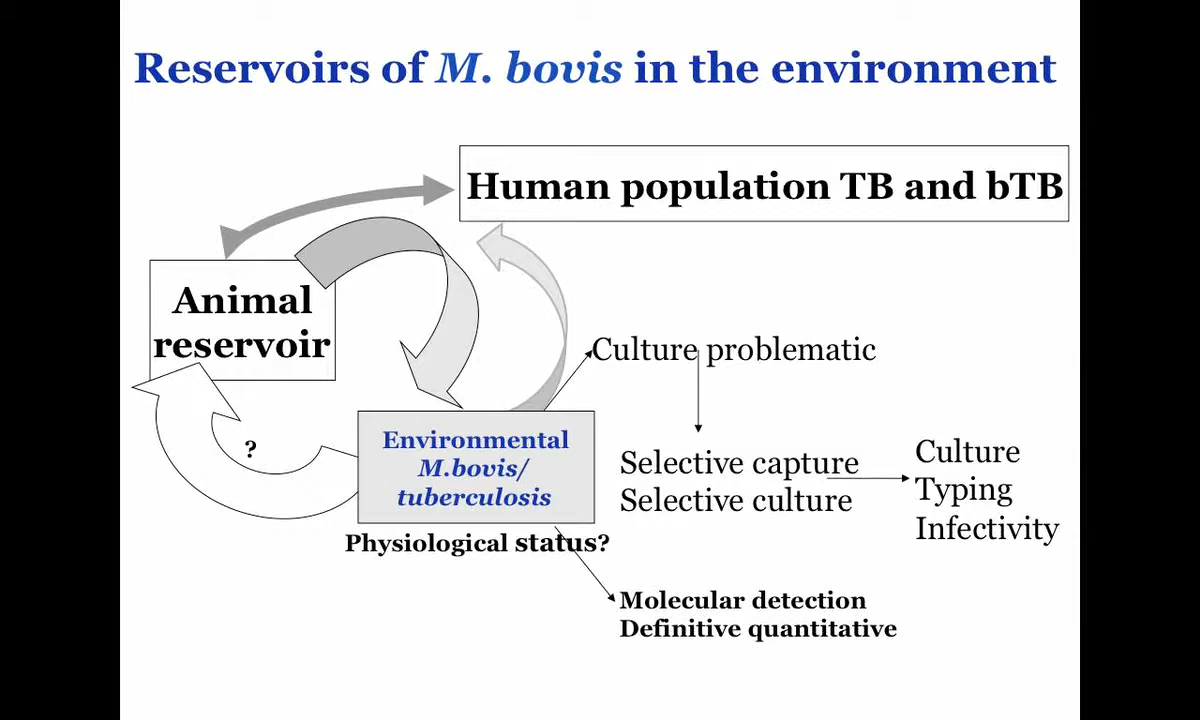 Reservoirs of M. bovis in the environment
Human population TB and bTB
Animal
reservoir
?
Culture problematic
Environmental
M.bovis/
tuberculosis
Physiological status?
Selective capture
Selective culture
Culture
Typing
Infectivity
Molecular detection
Definitive quantitative